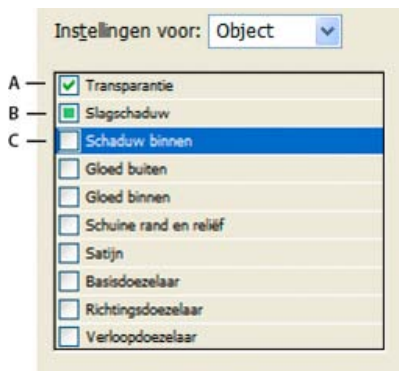 Instellingen voor: Object
A Transparantie
B Slagschaduw
C Schaduw binnen
Gloed buiten
Gloed binnen
Schuine rand en reliëf
Satijn
Basisdoezelaar
Richtingsdoezelaar
Verloopdoezelaar